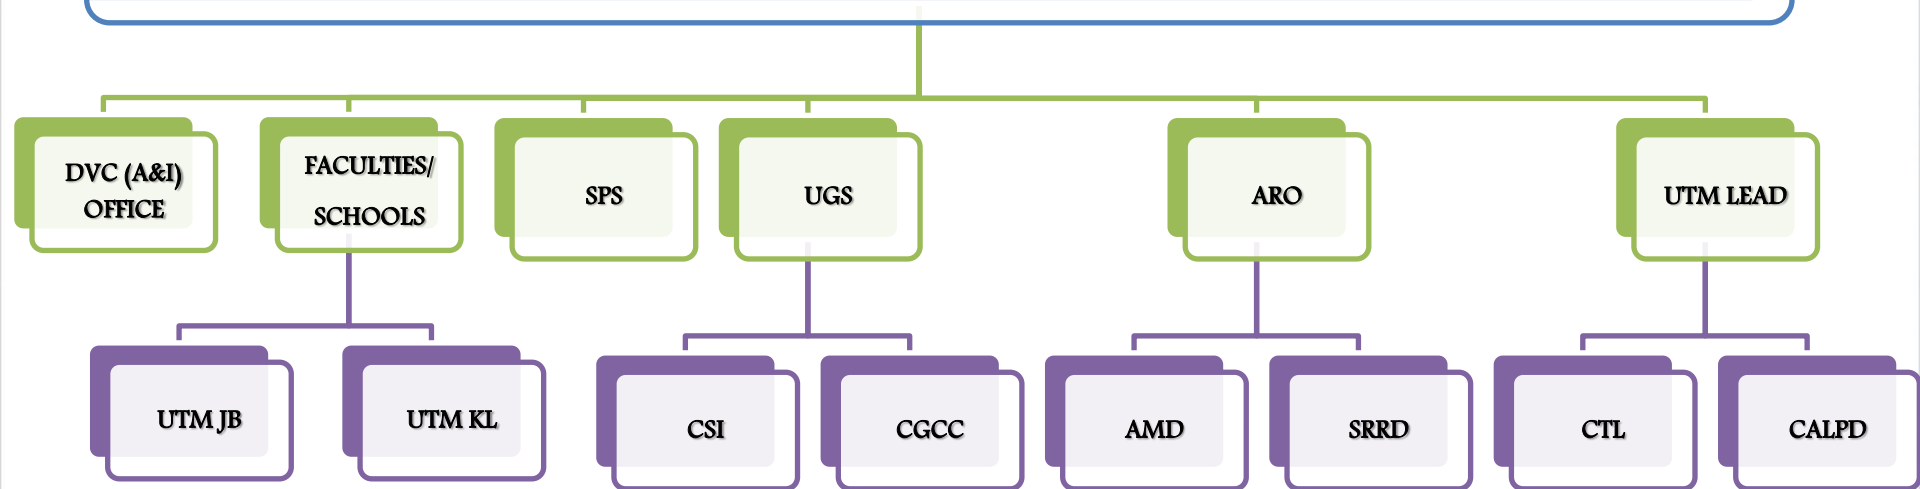 DVC (A&I)
OFFICE
FACULTIES/
SCHOOLS
SPS
UGS
ARO
UTM LEAD
UTM JB
UTM KL
CSI
CGCC
AMD
SRRD
CTL
CALPD